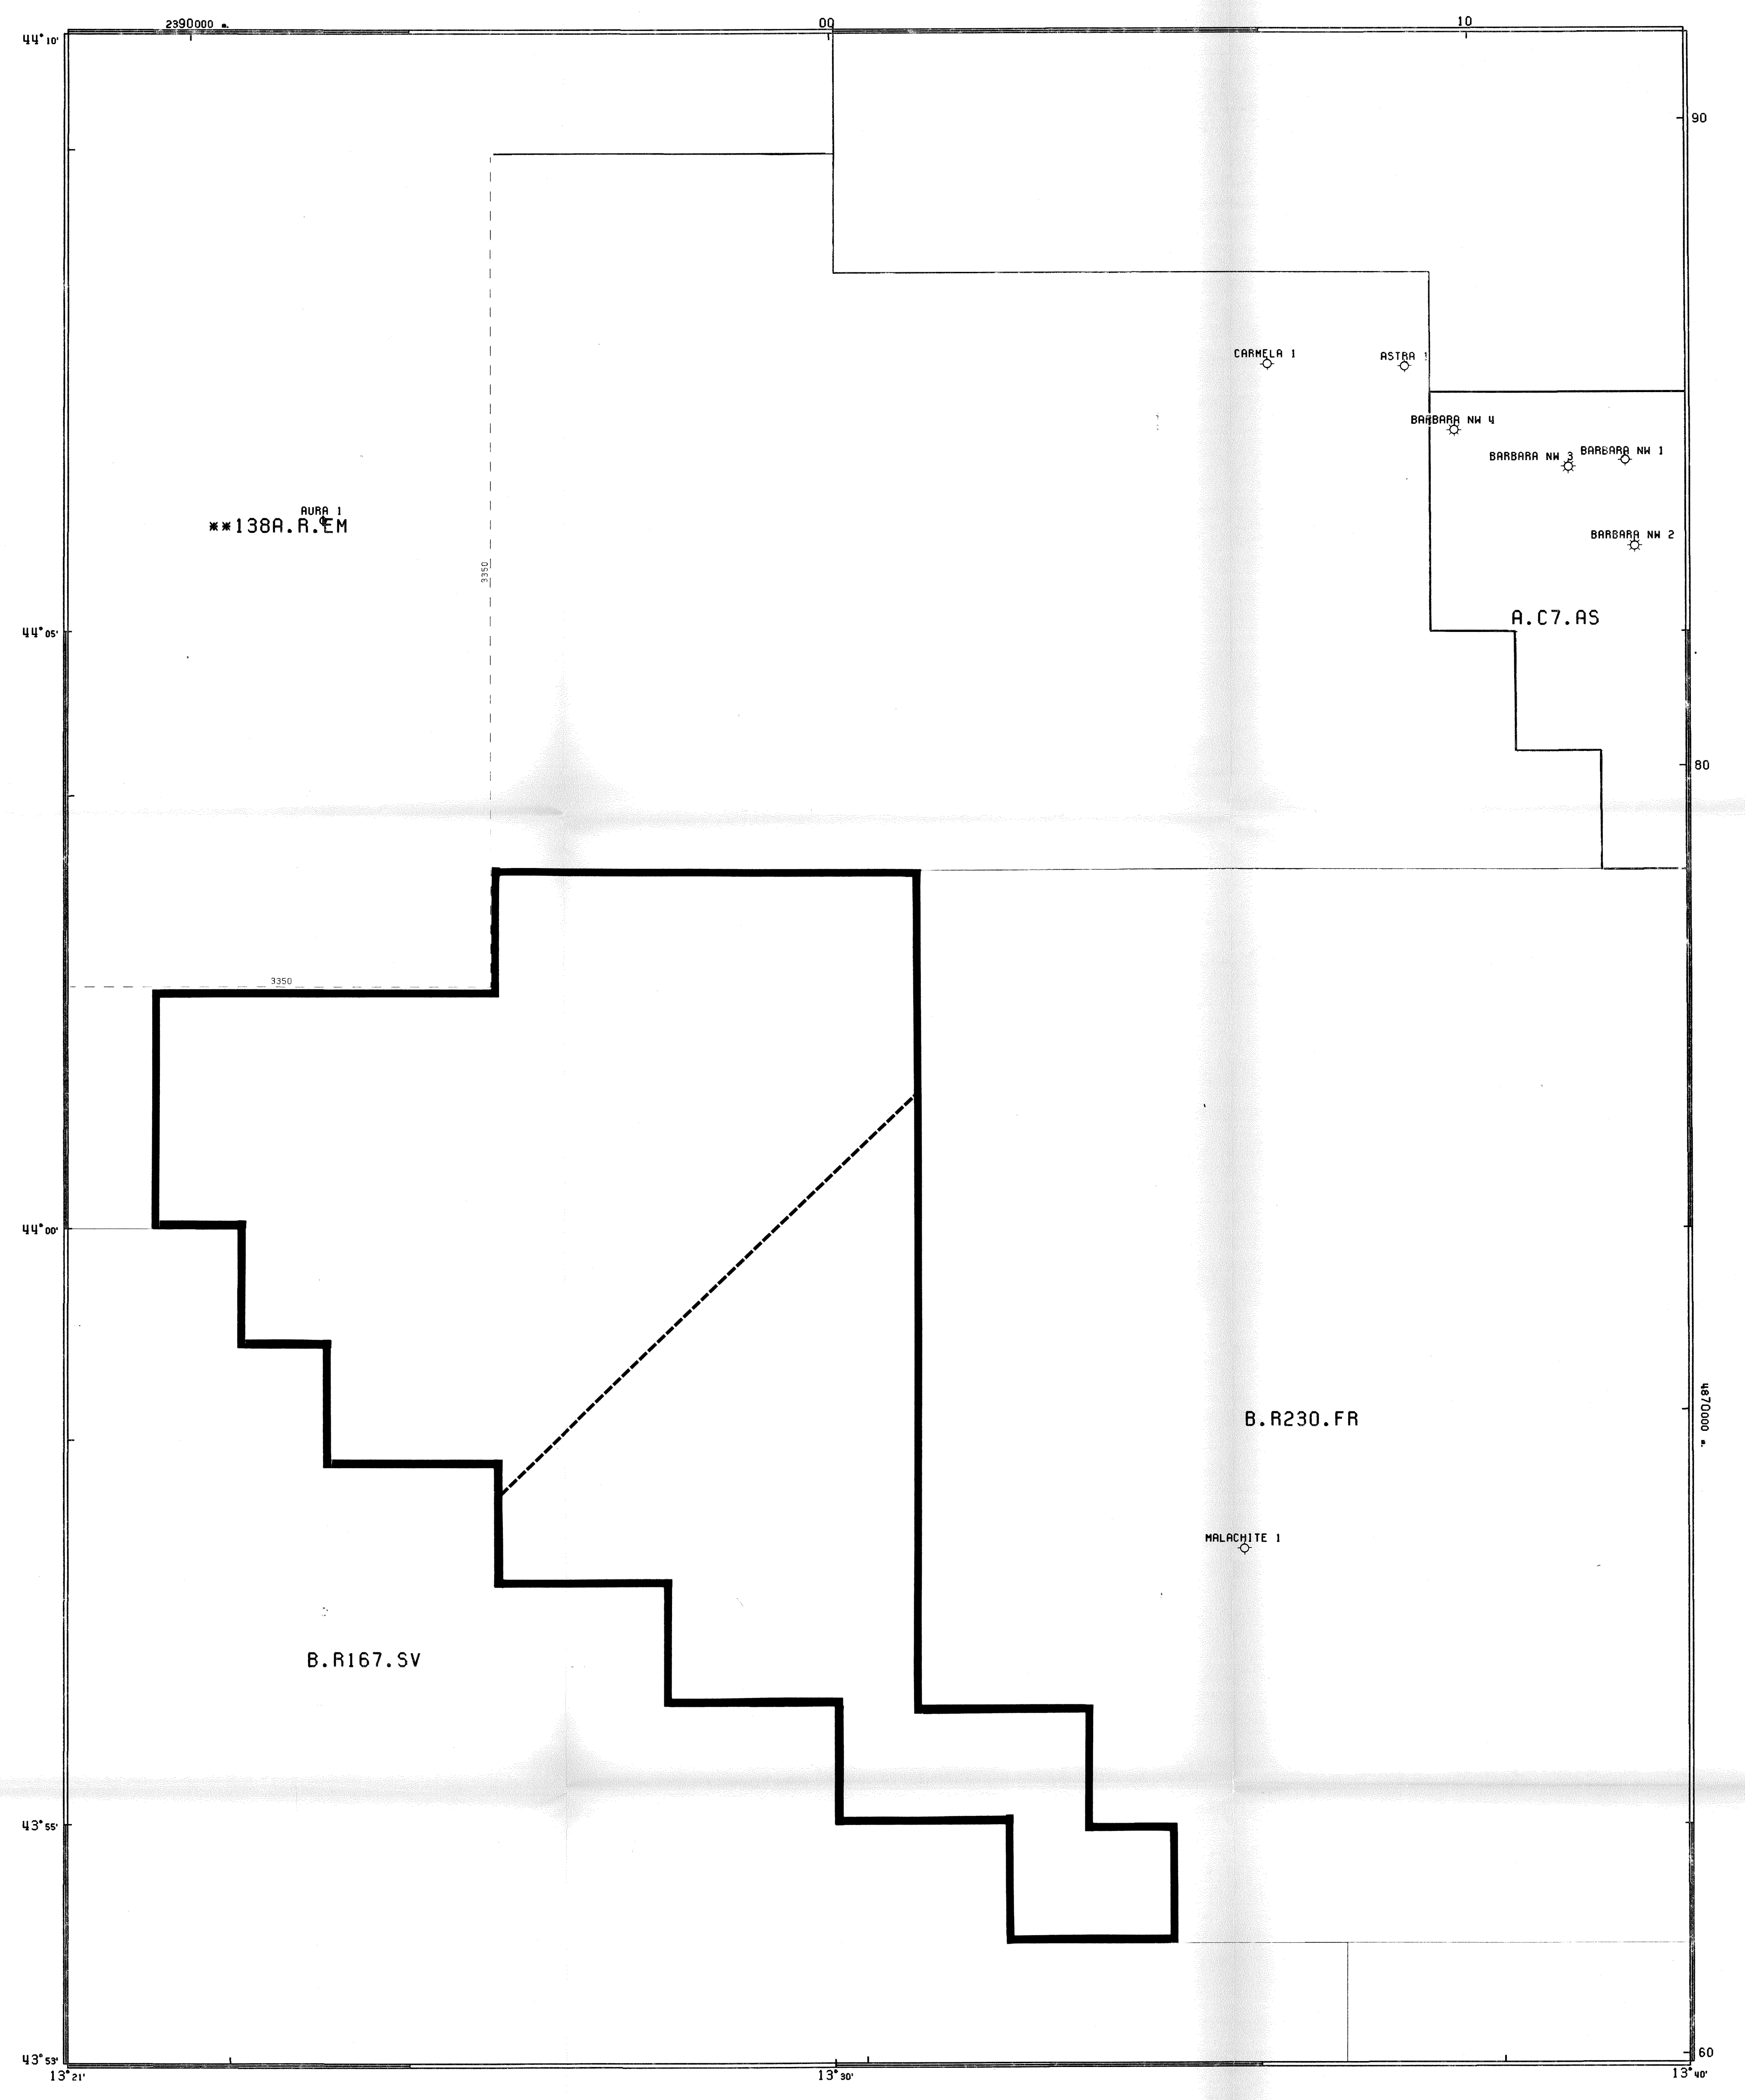 2390000 m.
00
10
44°10'
90
CARMELA 1
ASTRA 1
BARBARA NW 4
BARBARA NW 3
BARBARA NW 1
AURA 1
**138A.R.EM
BARBARA NW 2
3350
A.C7.AS
44°05'
80
3350
44°00'
4870000 m.
B.R230.FR
MALACHITE 1
B.R167.SV
43°55'
43°53'
60
13°21'
13°30'
13°40'